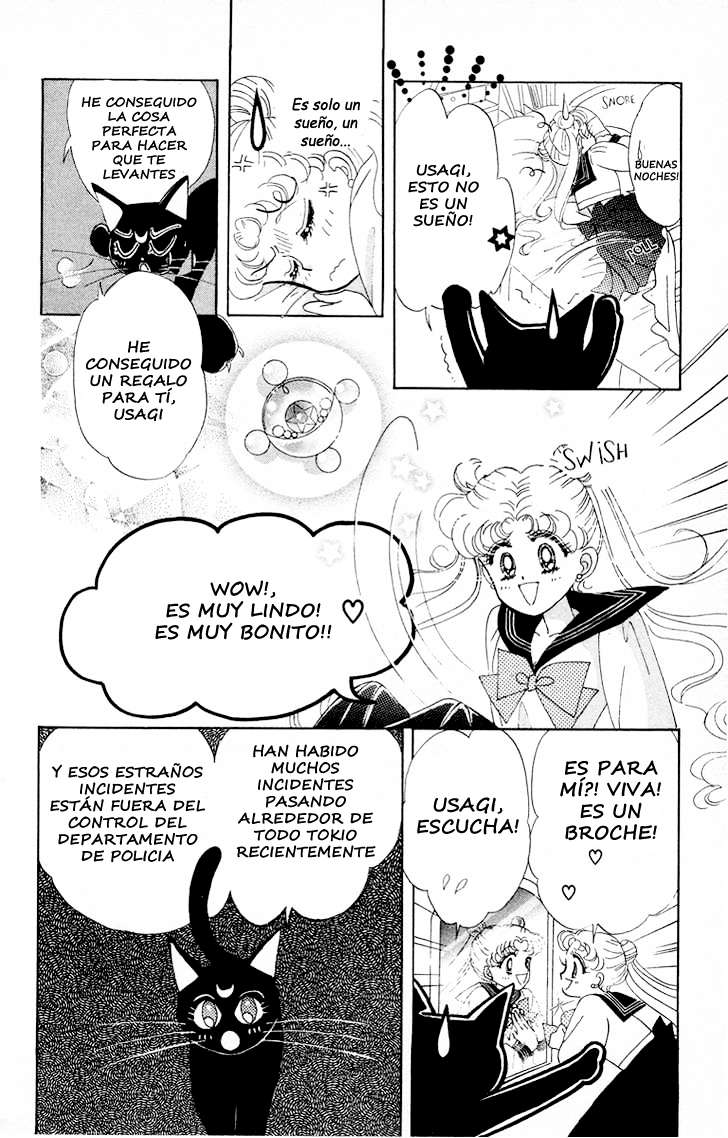 SNORE
BUENAS
NOCHES!
ROLL
USAGI,
ESTO NO
ES UN
SUEÑO!
Es solo un
sueño, un
sueño...
HE CONSEGUIDO
LA COSA
PERFECTA
PARA HACER
QUE TE
LEVANTES
HE
CONSEGUIDO
UN REGALO
PARA TÍ,
USAGI
SWISH
WOW!,
ES MUY LINDO!
ES MUY BONITO!!
ES PARA
MÍ?! VIVA!
ES UN
BROCHE!
USAGI,
ESCUCHA!
HAN HABIDO
MUCHOS
INCIDENTES
PASANDO
ALREDEDOR DE
TODO TOKIO
RECIENTEMENTE
Y ESOS ESTRAÑOS
INCIDENTES
ESTÁN FUERA DEL
CONTROL DEL
DEPARTAMENTO
DE POLICIA